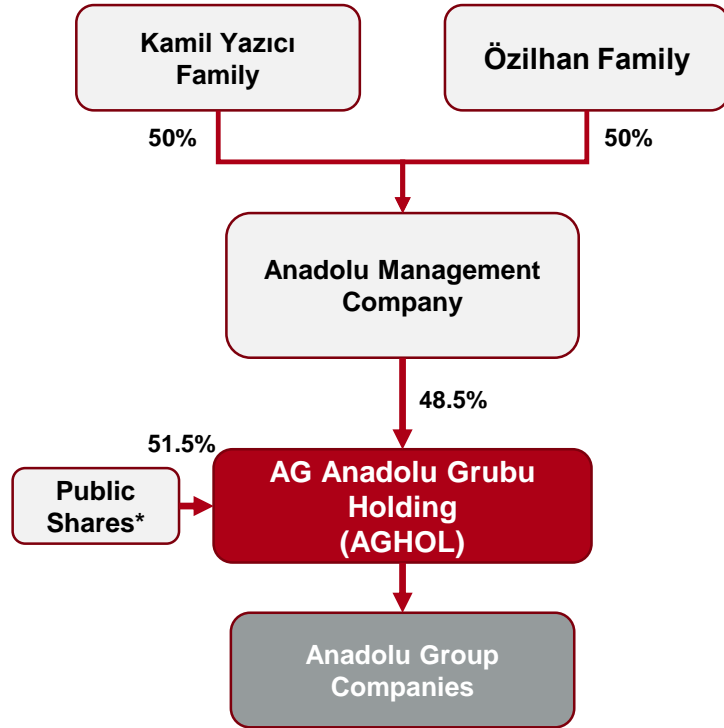 Kamil Yazıcı
Family
Özilhan Family
50%
50%
Anadolu Management
Company
48.5%
51.5%
Public
Shares*
AG Anadolu Grubu
Holding
(AGHOL)
Anadolu Group
Companies